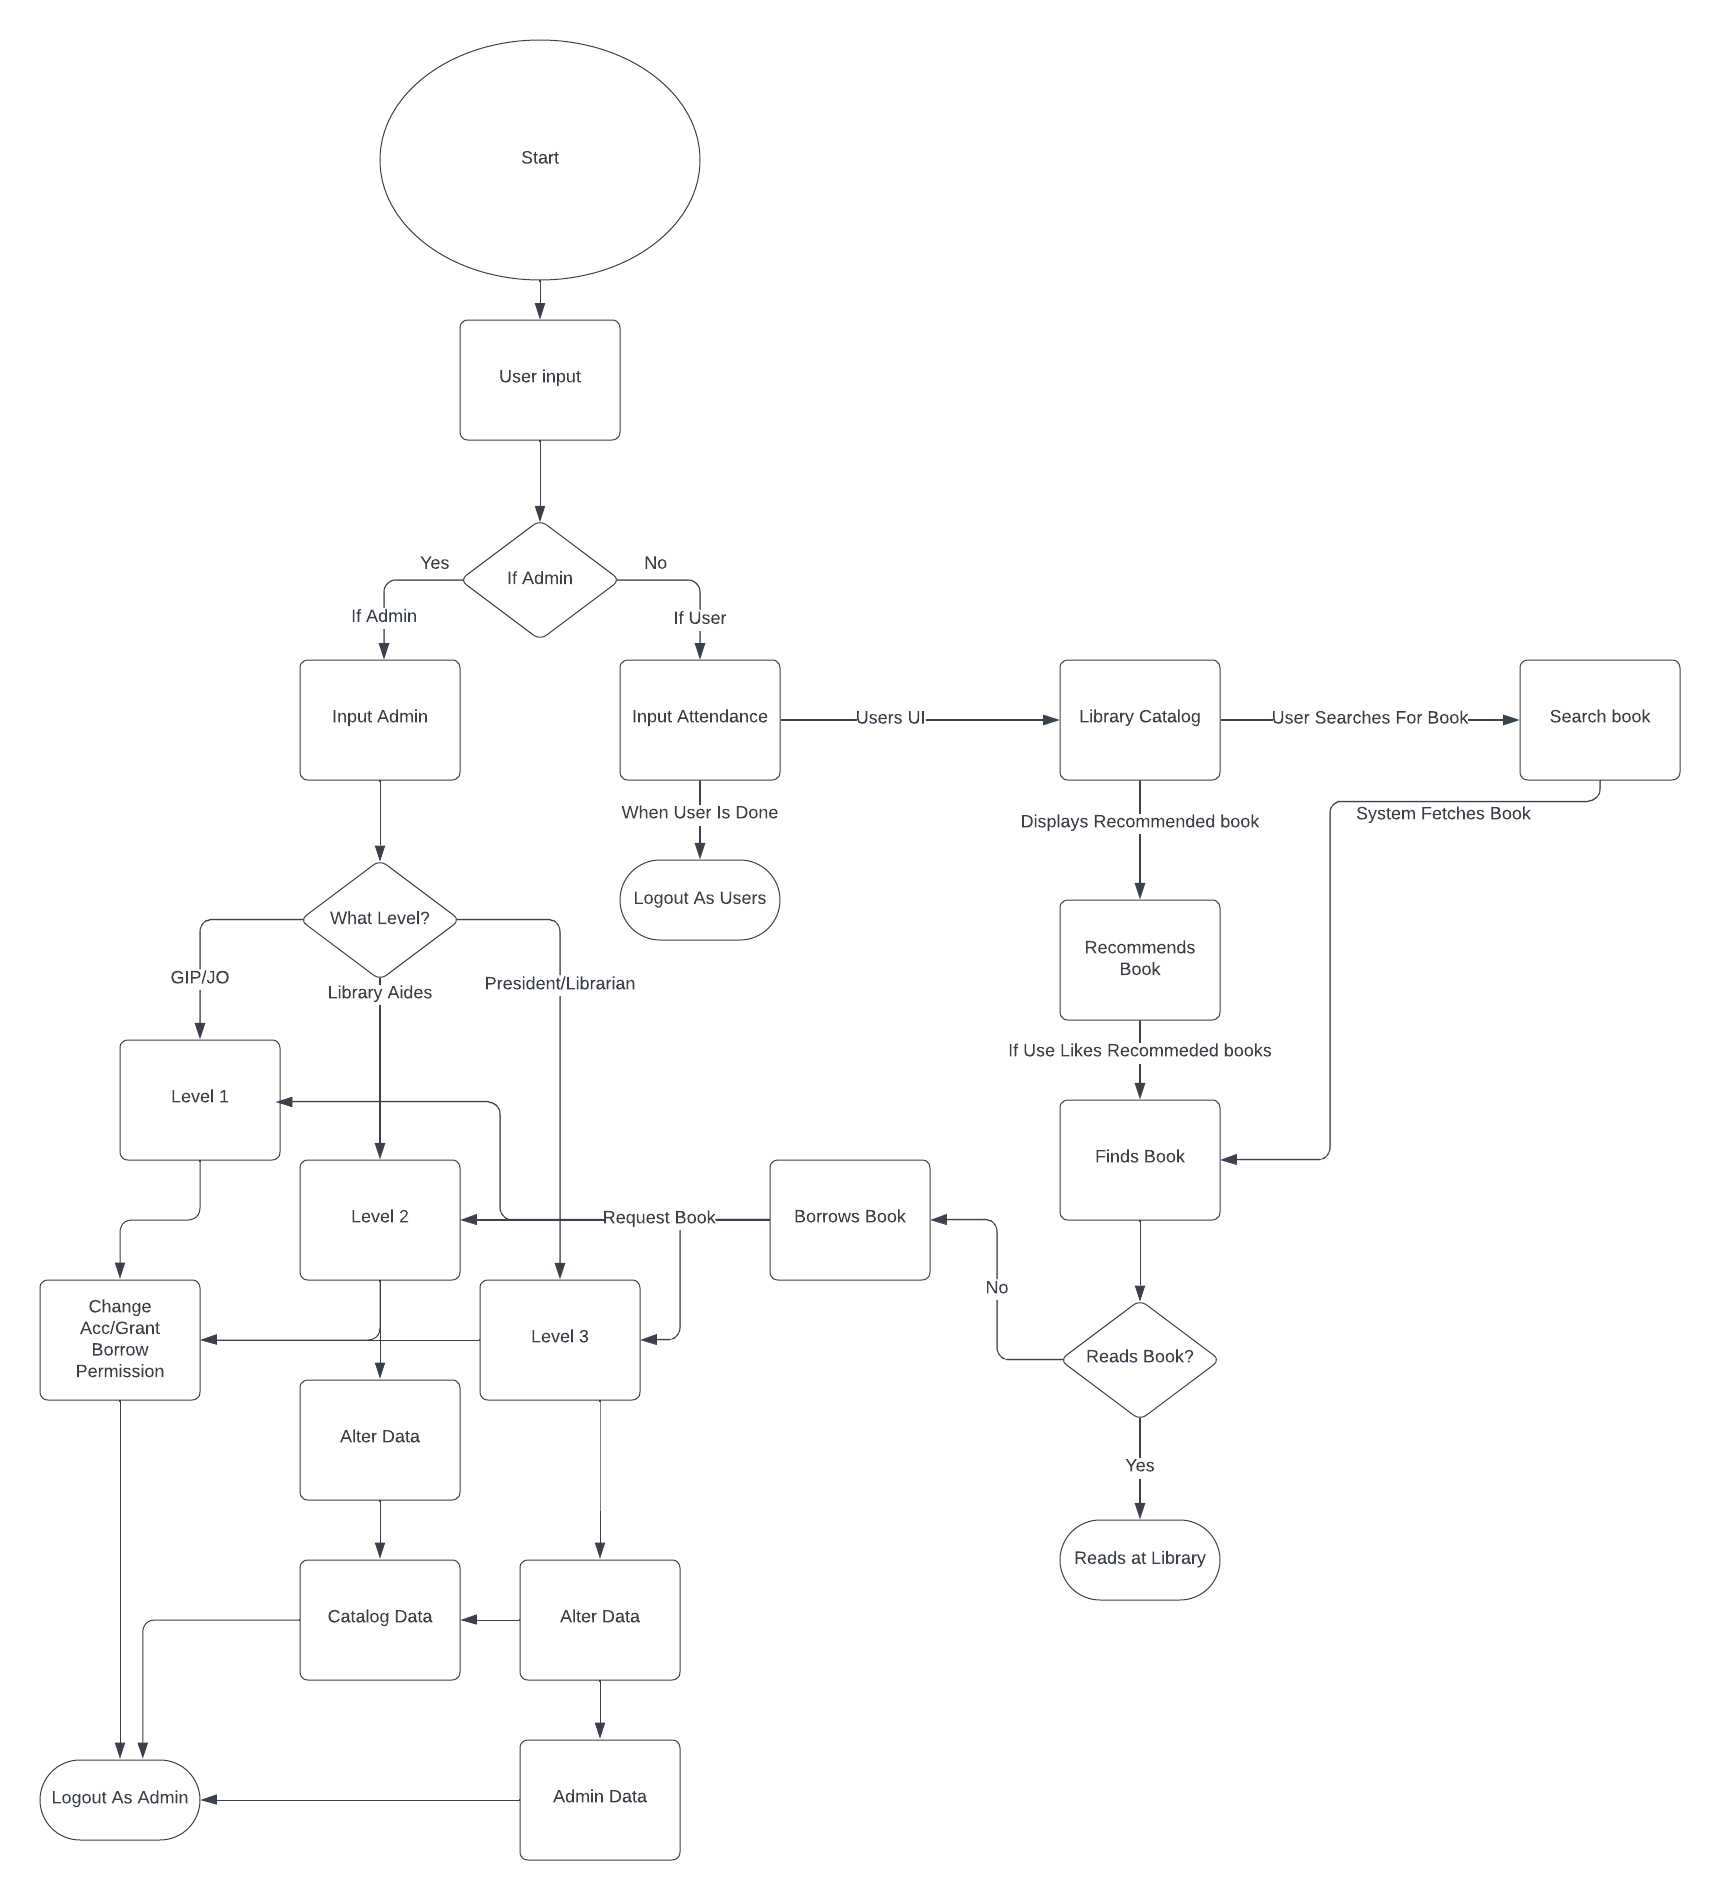 Start
User input
If Admin
Yes
No
If Admin
If User
Input Admin
Input Attendance
Users UI
Library Catalog
User Searches For Book
Search book
When User Is Done
Displays Recommended book
System Fetches Book
Logout As Users
What Level?
Recommends
Book
GIP/JO
Library Aides
President/Librarian
If Use Likes Recommeded books
Level 1
Finds Book
Level 2
Request Book
Borrows Book
No
Change
Acc/Grant
Borrow
Permission
Level 3
Reads Book?
Alter Data
Yes
Reads at Library
Catalog Data
Alter Data
Logout As Admin
Admin Data